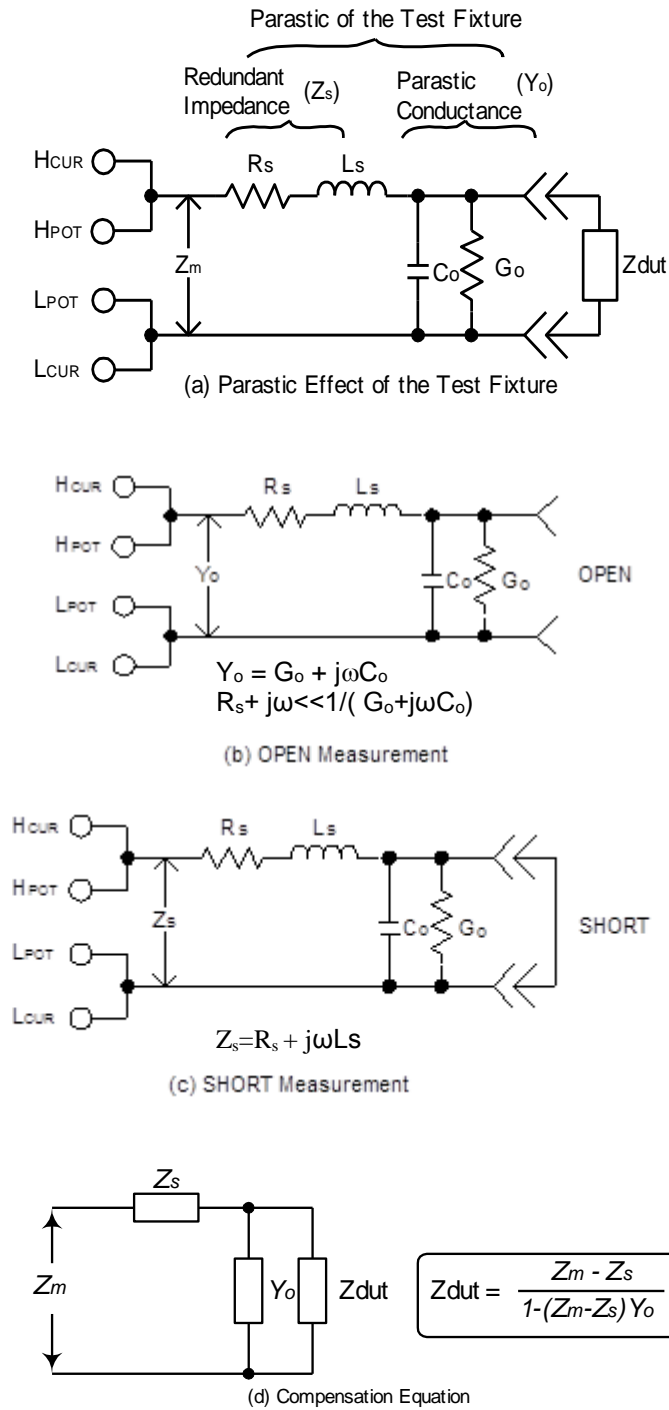 Parastic of the Test Fixture
Redundant Impedance (Zs)
Parastic Conductance (Yo)
HCUR
Rs
Ls
HPOT
Zm
Co
Go
Zdut
LPOT
LCUR
(a) Parastic Effect of the Test Fixture
HCUR
Rs
Ls
HPOT
Yo
Co
Go
OPEN
LPOT
LCUR
Yo = Go + jωCo
Rs+ jω<<1/( Go+jωCo)
(b) OPEN Measurement
HCUR
Rs
Ls
HPOT
Zs
Co
Go
SHORT
LPOT
LCUR
Zs=Rs + jωLs
(c) SHORT Measurement
Zs
Zm
Yo
Zdut
Zdut = Zm - Zs
1-(Zm-Zs)Yo
(d) Compensation Equation